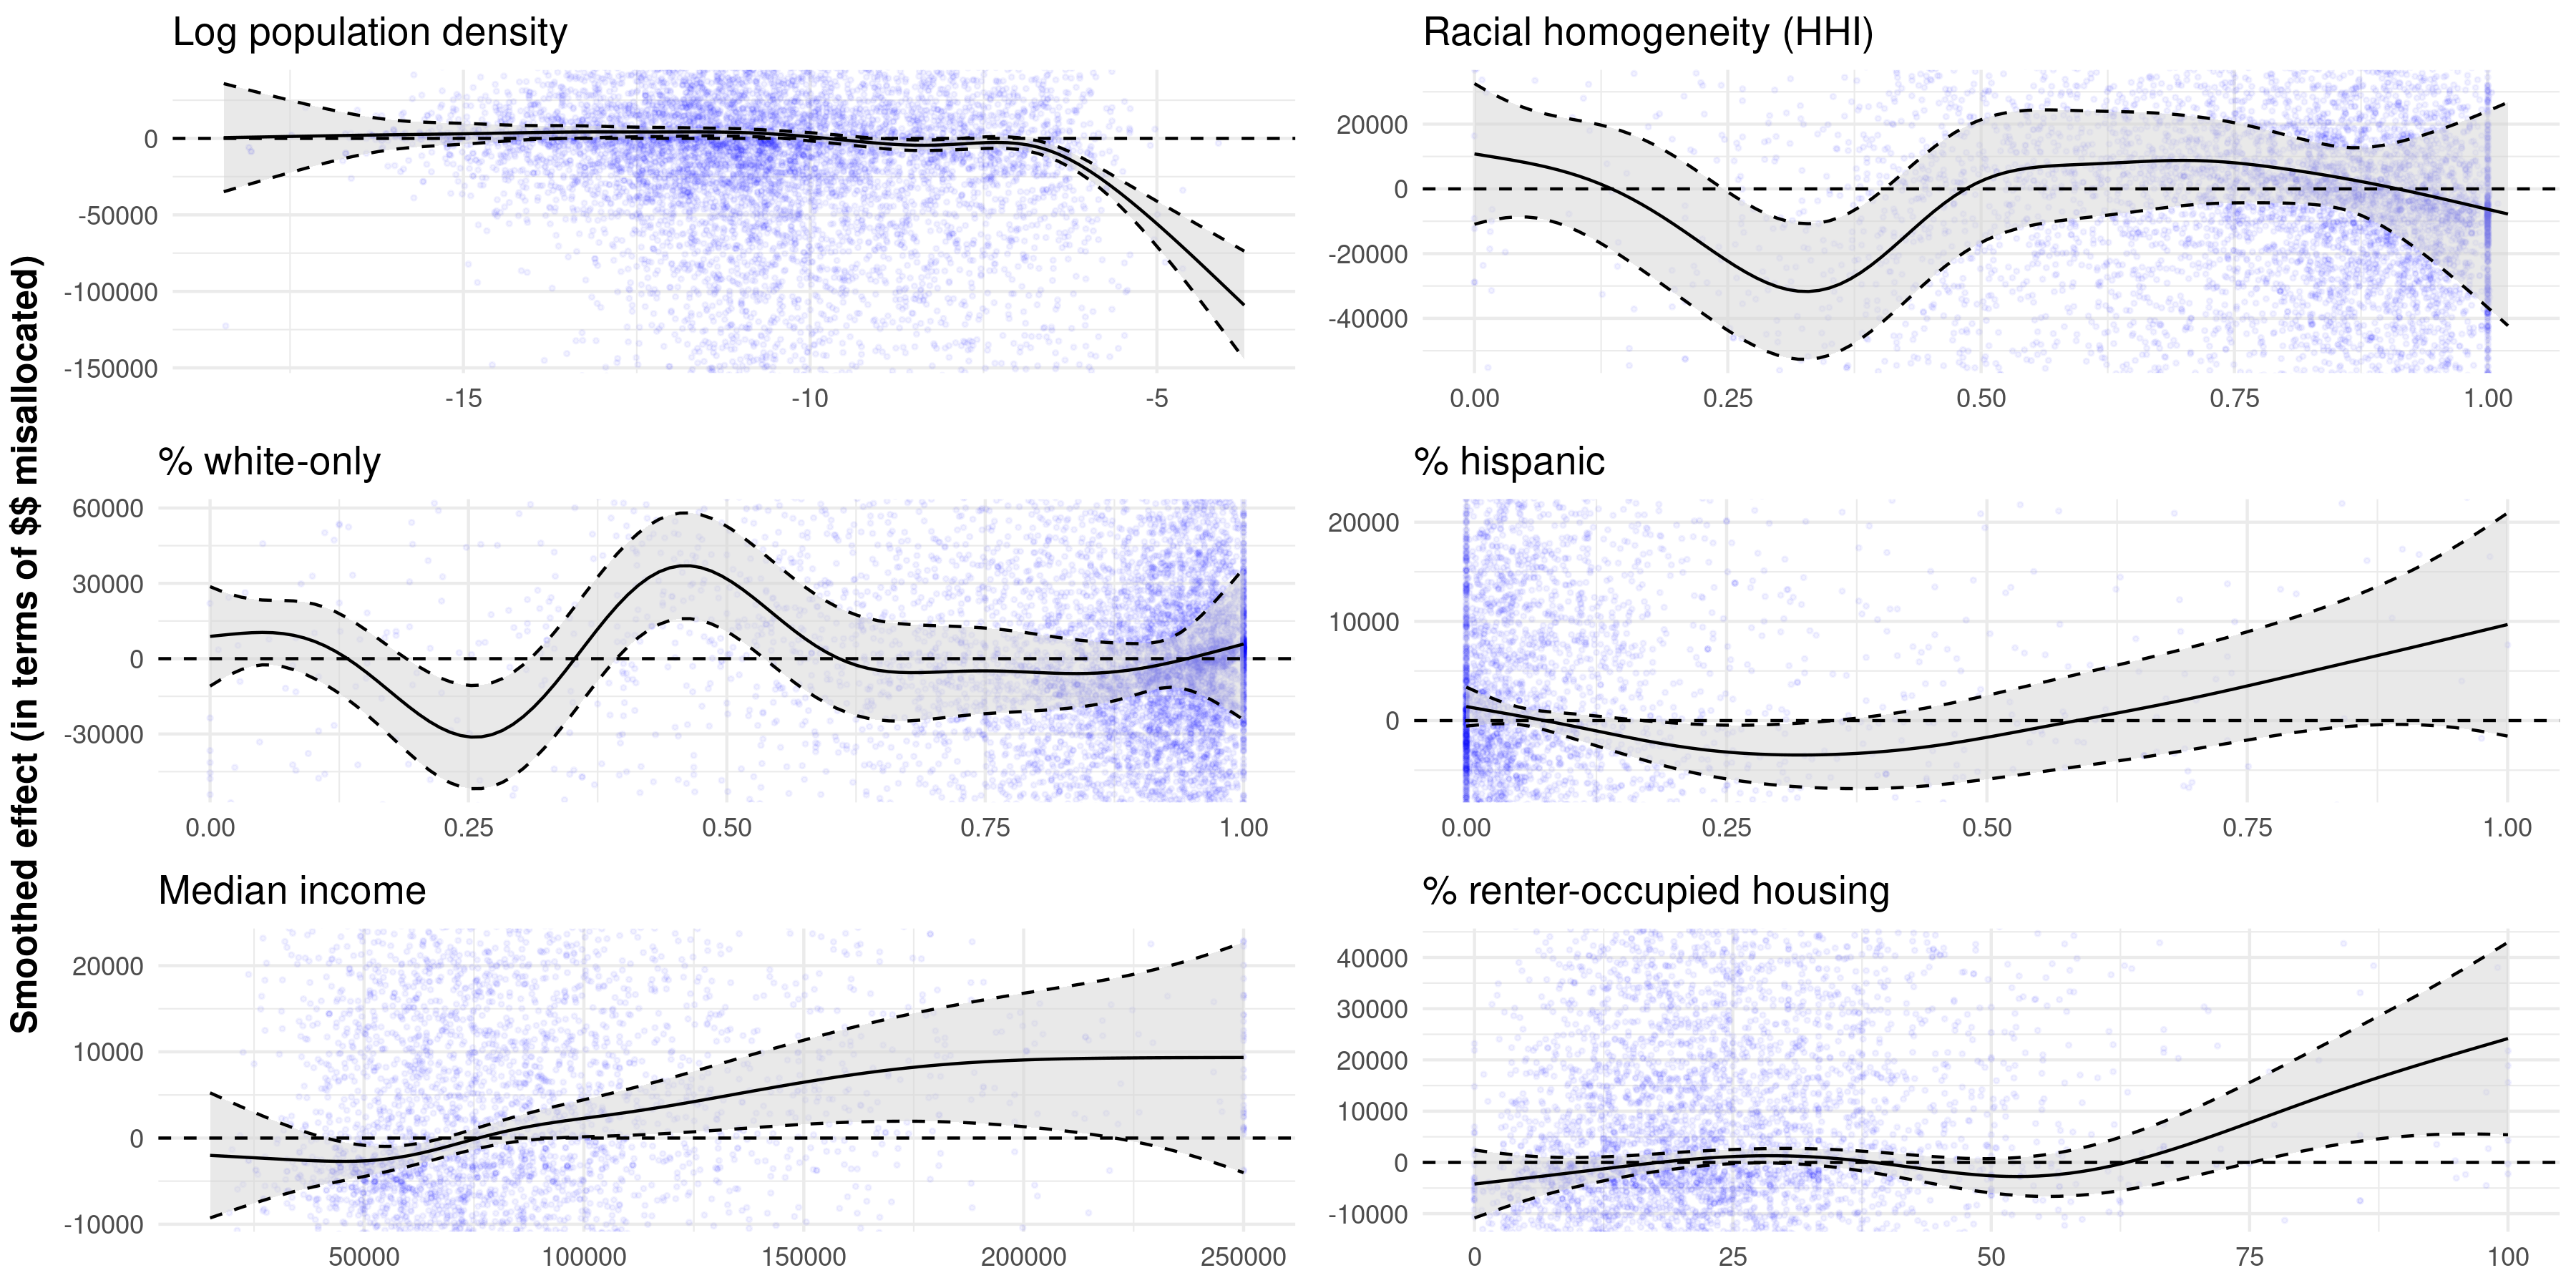 Smoothed effect (in terms of $$ misallocated)
Log population density
0
-50000
-100000
-150000
-15 -10 -5
Racial homogeneity (HHI)
20000
0
-20000
-40000
0.00 0.25 0.50 0.75 1.00
% white-only
60000
30000
0
-30000
0.00 0.25 0.50 0.75 1.00
% hispanic
20000
10000
0
0.00 0.25 0.50 0.75 1.00
Median income
20000
10000
0
-10000
50000 100000 150000 200000 250000
% renter-occupied housing
40000
30000
20000
10000
0
-10000
0 25 50 75 100